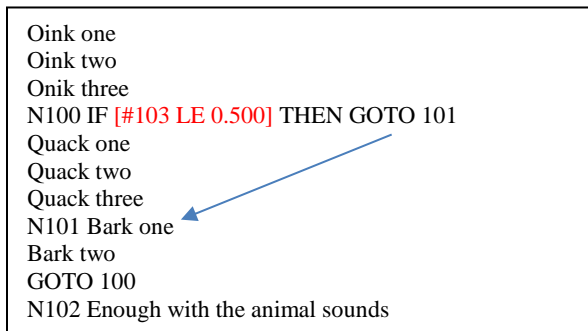 Oink one
Oink two
Onik three
N100 IF [#103 LE 0.500] THEN GOTO 101
Quack one
Quack two
Quack three
N101 Bark one
Bark two
GOTO 100
N102 Enough with the animal sounds